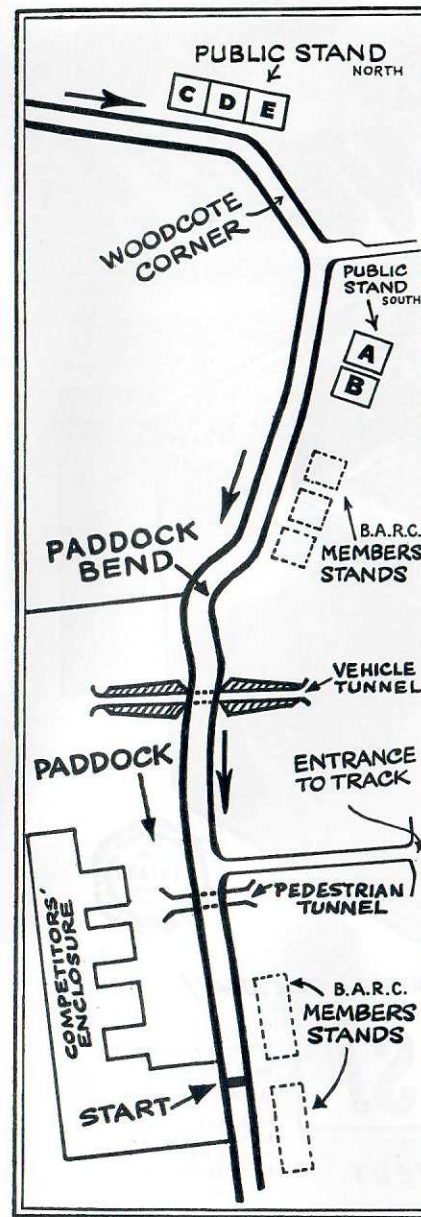 PUBLIC STAND
NORTH
C D E
WOODCOTE
CORNER
PUBLIC
STAND
SOUTH
A
B
B.A.R.C.
MEMBERS
STANDS
PADDOCK
BEND
VEHICLE
TUNNEL
PADDOCK
ENTRANCE
TO TRACK
PEDESTRIAN
TUNNEL
COMPETITORS'
ENCLOSURE
B.A.R.C.
MEMBERS
STANDS
START